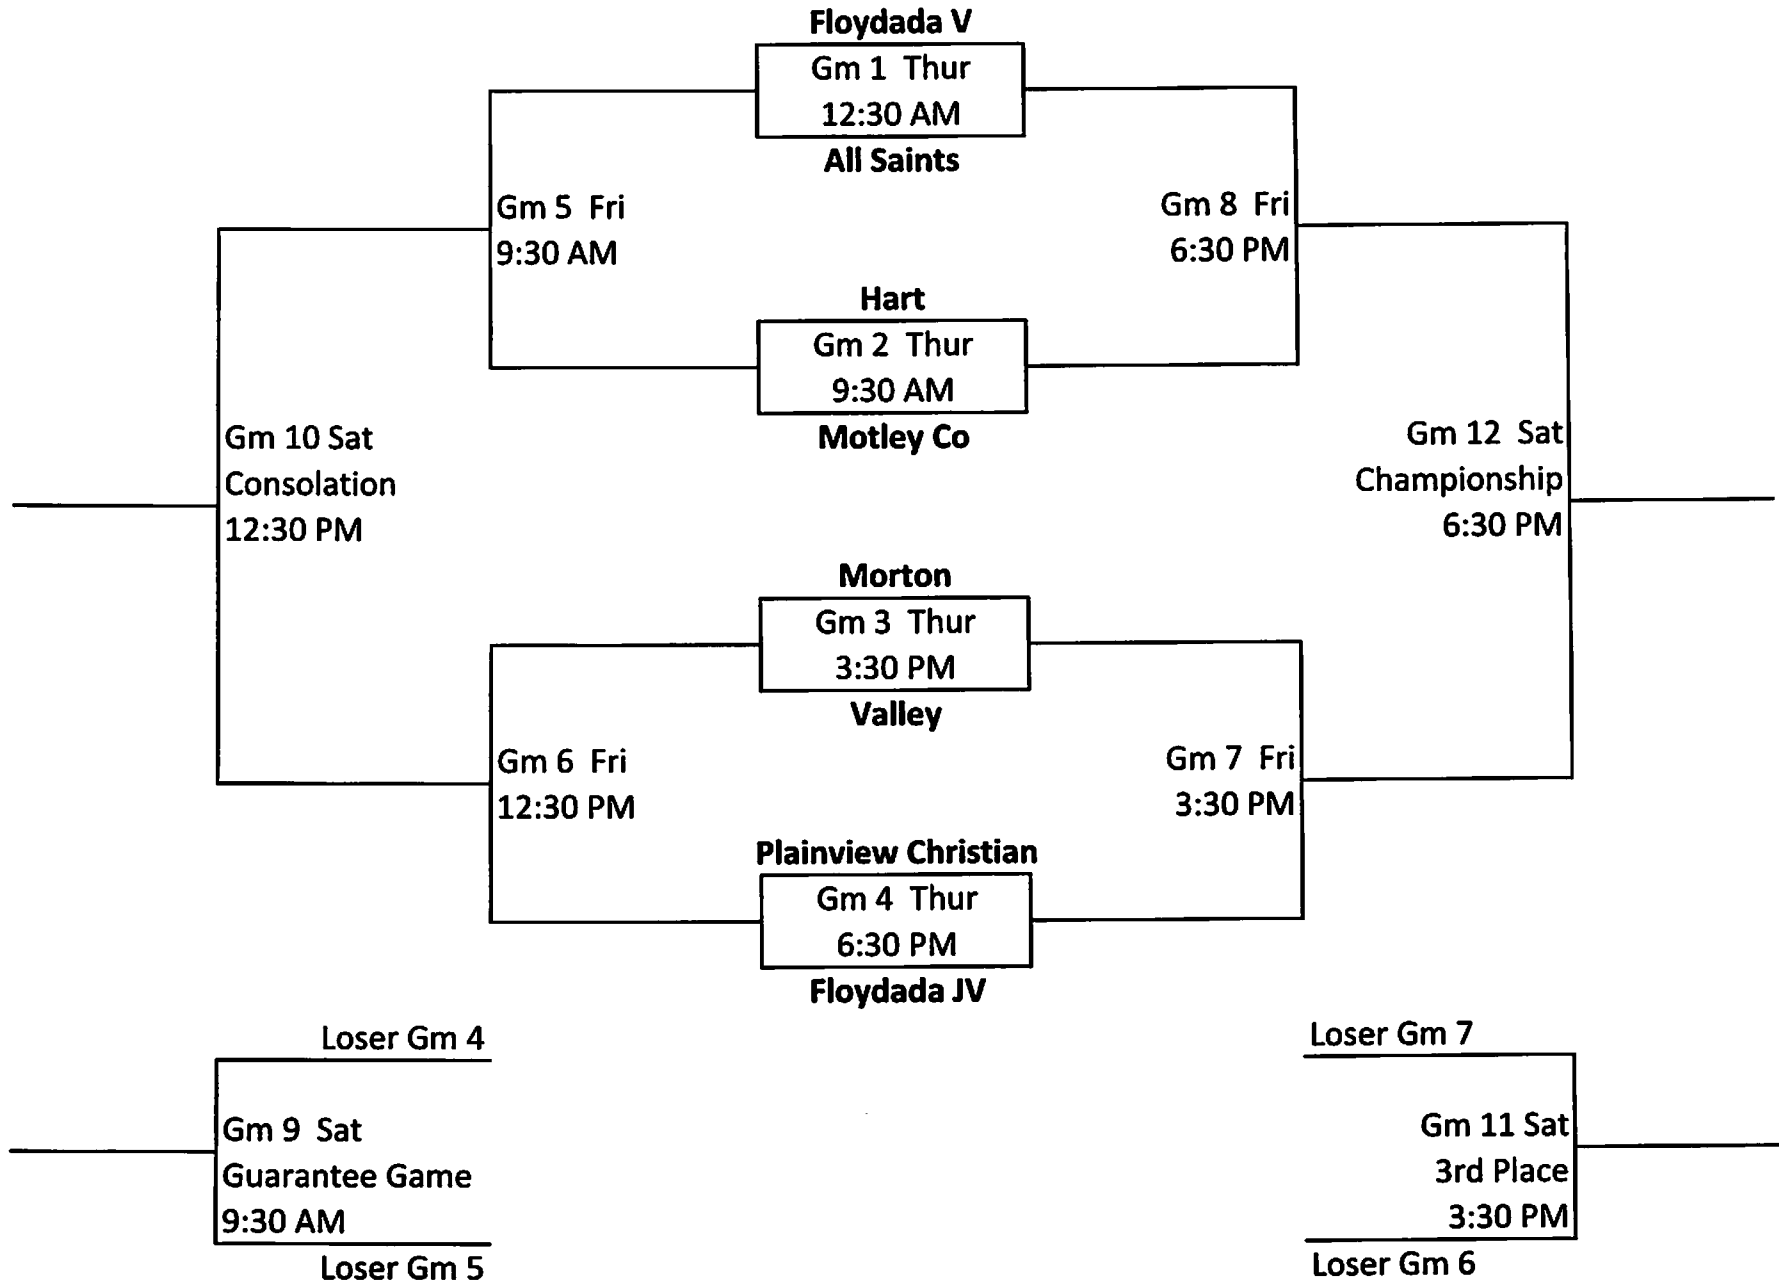 Floydada V
Gm 1 Thur
12:30 AM
All Saints
Gm 5 Fri
9:30 AM
Gm 8 Fri
6:30 PM
Hart
Gm 2 Thur
9:30 AM
Motley Co
Gm 10 Sat
Consolation
12:30 PM
Gm 12 Sat
Championship
6:30 PM
Morton
Gm 3 Thur
3:30 PM
Valley
Gm 6 Fri
12:30 PM
Gm 7 Fri
3:30 PM
Plainview Christian
Gm 4 Thur
6:30 PM
Floydada JV
Loser Gm 4
Gm 9 Sat
Guarantee Game
9:30 AM
Loser Gm 5
Loser Gm 7
Gm 11 Sat
3rd Place
3:30 PM
Loser Gm 6